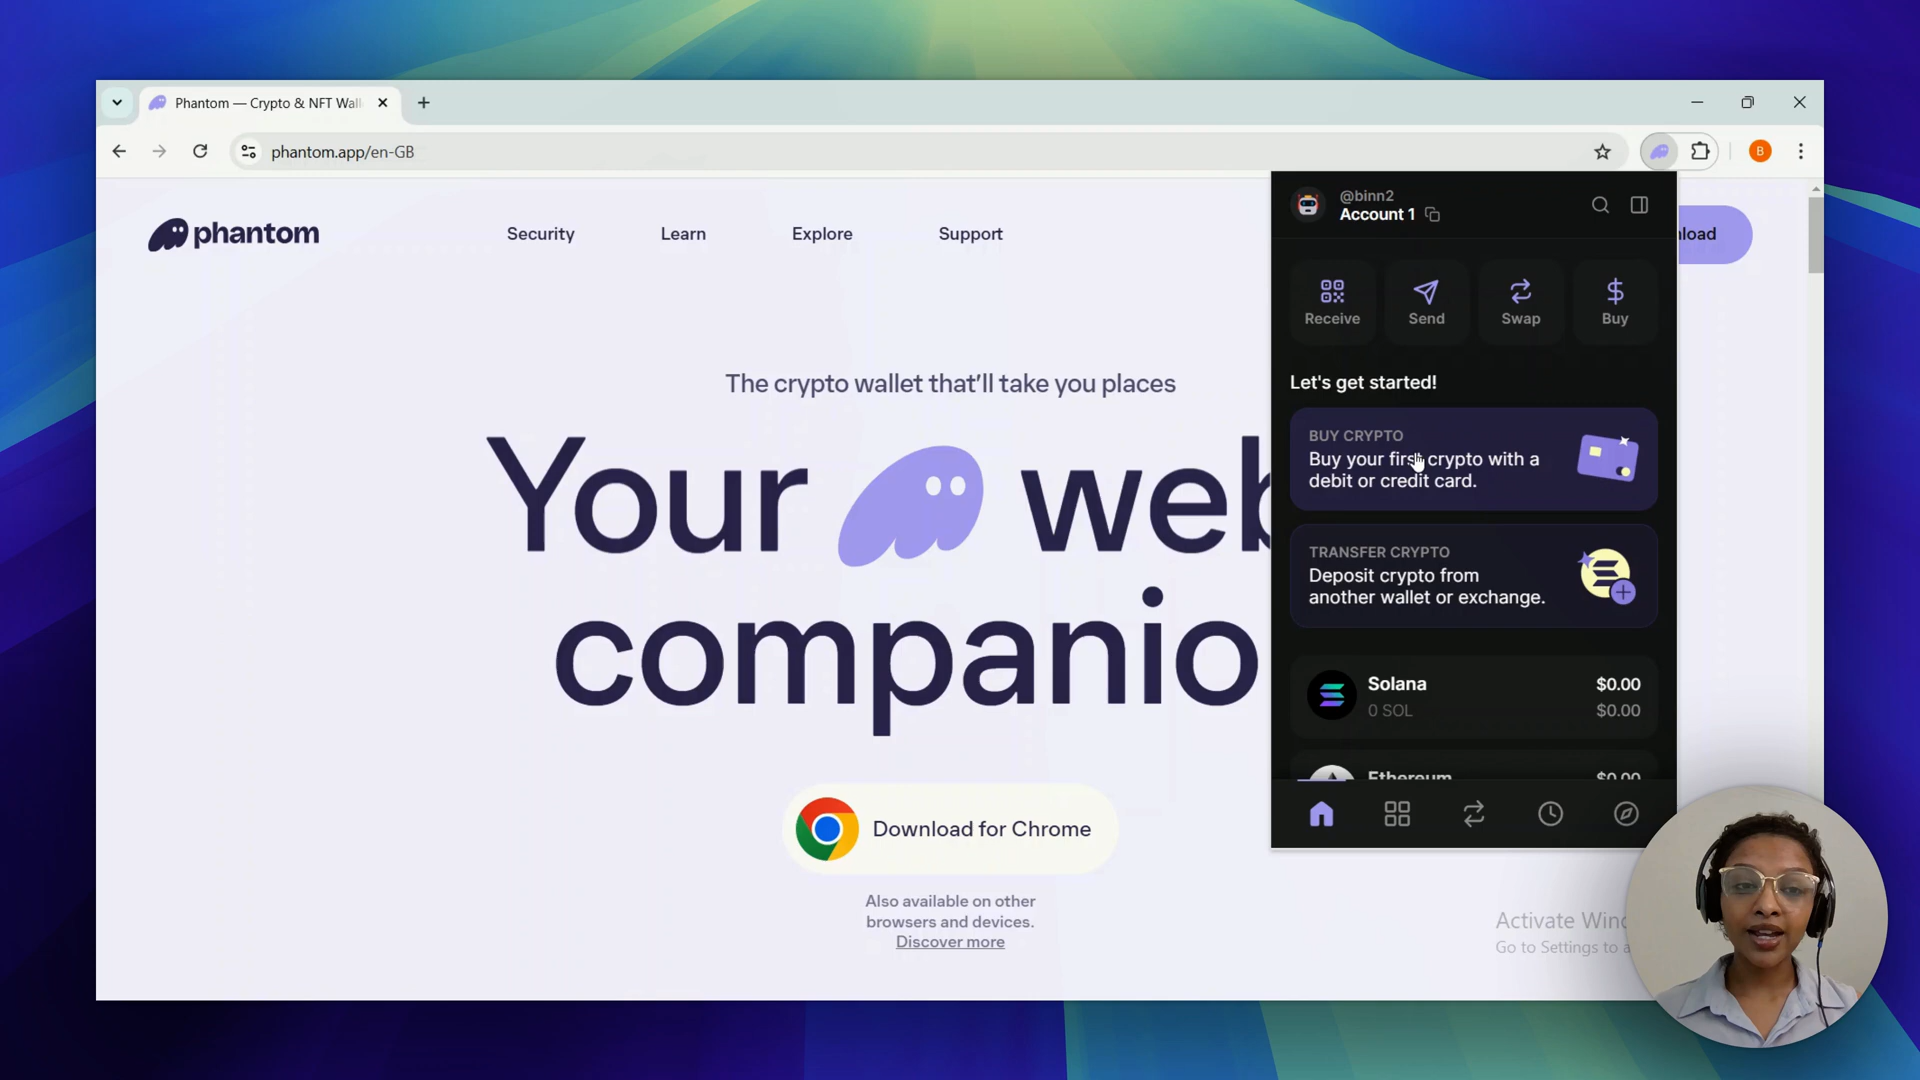 Phantom — Crypto & NFT Wall
phantom.app/en-GB
B
phantom
Security
Learn
Explore
Support
nload
The crypto wallet that'll take you places
Your web
companio
Download for Chrome
Also available on other
browsers and devices.
Discover more
@binn2
Account 1
Receive
Send
Swap
Buy
Let's get started!
BUY CRYPTO
Buy your first crypto with a
debit or credit card.
TRANSFER CRYPTO
Deposit crypto from
another wallet or exchange.
Solana
$0.00
0 SOL
$0.00
Ethereum
$0.00
Activate Wind
Go to Settings to a